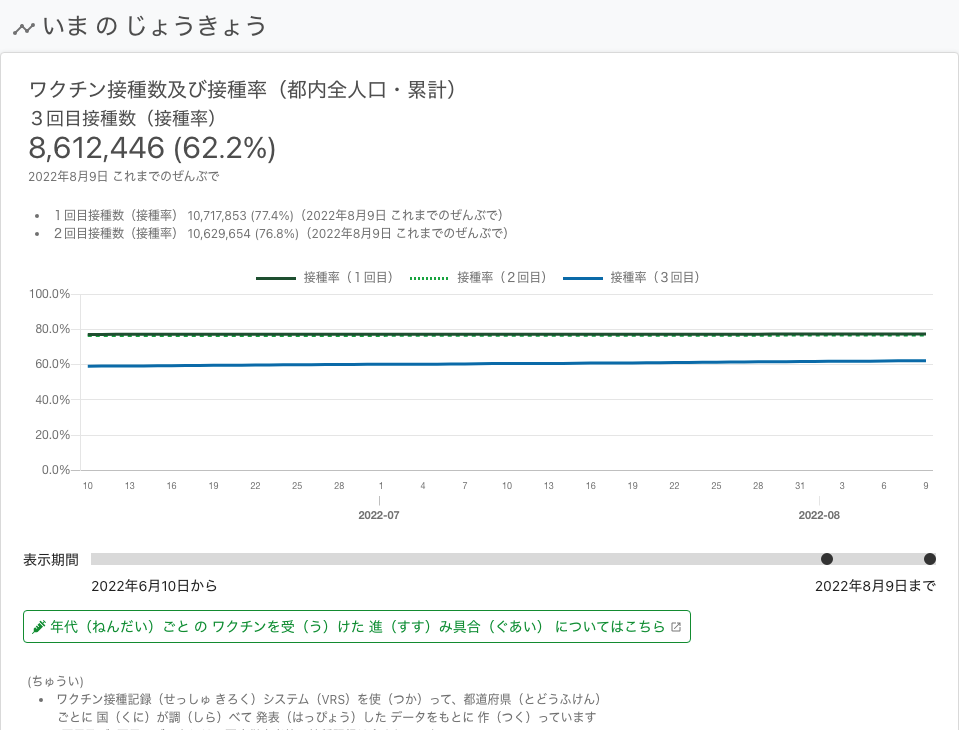 いま の じょうきょう
ワクチン接種数及び接種率（都内全人口・累計）
３回目接種数（接種率）
8,612,446 (62.2%)
2022年8月9日 これまでのぜんぶで
• １回目接種数（接種率） 10,717,853 (77.4%)（2022年8月9日 これまでのぜんぶで）
• ２回目接種数（接種率） 10,629,654 (76.8%)（2022年8月9日 これまでのぜんぶで）
接種率（１回目） 接種率（２回目） 接種率（３回目）
100.0%
80.0%
60.0%
40.0%
20.0%
0.0%
10 13 16 19 22 25 28 1 4 7 10 13 16 19 22 25 28 31 3 6 9
2022-07 2022-08
表示期間
2022年6月10日から 2022年8月9日まで
年代（ねんだい）ごと の ワクチンを受（う）けた 進（すす）み具合（ぐあい） についてはこちら
(ちゅうい)
• ワクチン接種記録（せっしゅ きろく）システム（VRS）を使（つか）って、都道府県（とどうふけん）
ごとに 国（くに）が調（しら）べて 発表（はっぴょう）した データをもとに 作（つく）っています